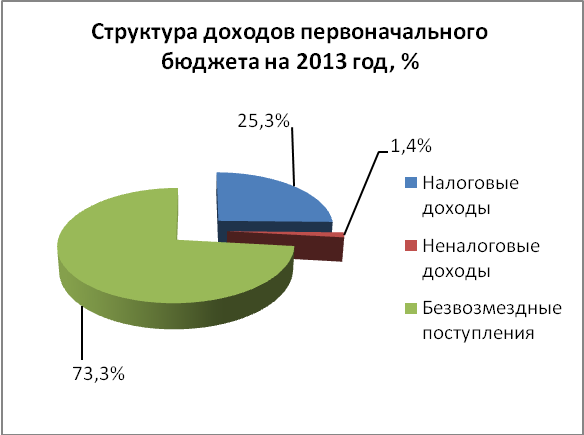 Структура доходов первоначального
бюджета на 2013 год, %
25,3%
1,4%
Налоговые
доходы
Неналоговые
доходы
Безвозмездные
поступления
73,3%